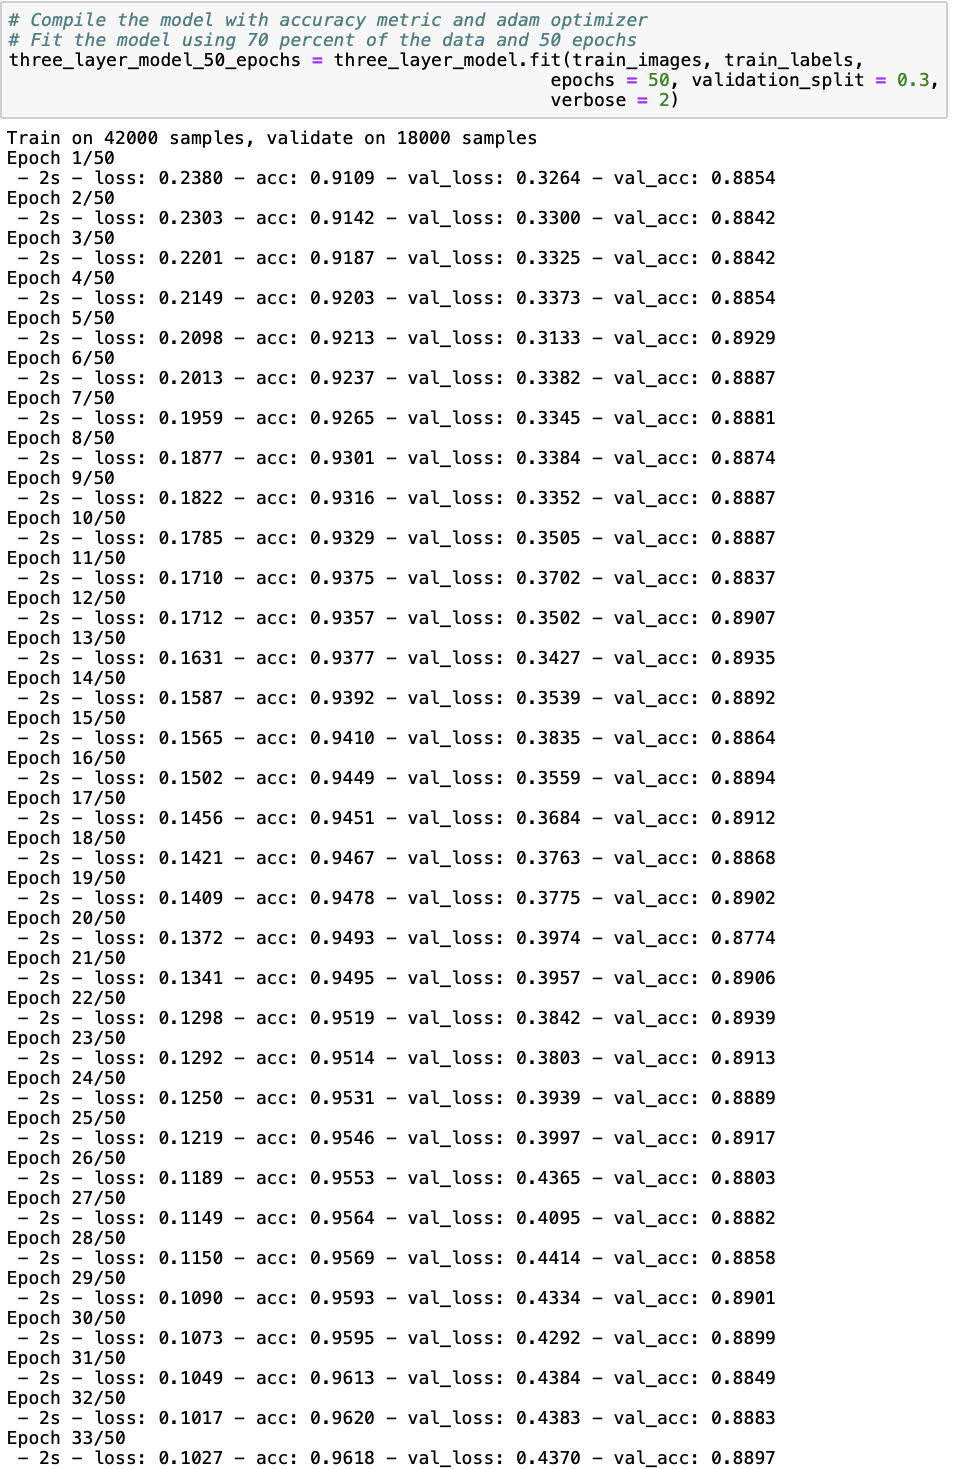 # Compile the model with accuracy metric and adam optimizer
# Fit the model using 70 percent of the data and 50 epochs
three_layer_model_50_epochs = three_layer_model.fit(train_images, train_labels,
epochs = 50, validation_split = 0.3,
verbose = 2)
Train on 42000 samples, validate on 18000 samples
Epoch 1/50
– 2s – loss: 0.2380 – acc: 0.9109 – val_loss: 0.3264 – val_acc: 0.8854
Epoch 2/50
– 2s – loss: 0.2303 – acc: 0.9142 – val_loss: 0.3300 – val_acc: 0.8842
Epoch 3/50
– 2s – loss: 0.2201 – acc: 0.9187 – val_loss: 0.3325 – val_acc: 0.8842
Epoch 4/50
– 2s – loss: 0.2149 – acc: 0.9203 – val_loss: 0.3373 – val_acc: 0.8854
Epoch 5/50
– 2s – loss: 0.2098 – acc: 0.9213 – val_loss: 0.3133 – val_acc: 0.8929
Epoch 6/50
– 2s – loss: 0.2013 – acc: 0.9237 – val_loss: 0.3382 – val_acc: 0.8887
Epoch 7/50
– 2s – loss: 0.1959 – acc: 0.9265 – val_loss: 0.3345 – val_acc: 0.8881
Epoch 8/50
– 2s – loss: 0.1877 – acc: 0.9301 – val_loss: 0.3384 – val_acc: 0.8874
Epoch 9/50
– 2s – loss: 0.1822 – acc: 0.9316 – val_loss: 0.3352 – val_acc: 0.8887
Epoch 10/50
– 2s – loss: 0.1785 – acc: 0.9329 – val_loss: 0.3505 – val_acc: 0.8887
Epoch 11/50
– 2s – loss: 0.1710 – acc: 0.9375 – val_loss: 0.3702 – val_acc: 0.8837
Epoch 12/50
– 2s – loss: 0.1712 – acc: 0.9357 – val_loss: 0.3502 – val_acc: 0.8907
Epoch 13/50
– 2s – loss: 0.1631 – acc: 0.9377 – val_loss: 0.3427 – val_acc: 0.8935
Epoch 14/50
– 2s – loss: 0.1587 – acc: 0.9392 – val_loss: 0.3539 – val_acc: 0.8892
Epoch 15/50
– 2s – loss: 0.1565 – acc: 0.9410 – val_loss: 0.3835 – val_acc: 0.8864
Epoch 16/50
– 2s – loss: 0.1502 – acc: 0.9449 – val_loss: 0.3559 – val_acc: 0.8894
Epoch 17/50
– 2s – loss: 0.1456 – acc: 0.9451 – val_loss: 0.3684 – val_acc: 0.8912
Epoch 18/50
– 2s – loss: 0.1421 – acc: 0.9467 – val_loss: 0.3763 – val_acc: 0.8868
Epoch 19/50
– 2s – loss: 0.1409 – acc: 0.9478 – val_loss: 0.3775 – val_acc: 0.8902
Epoch 20/50
– 2s – loss: 0.1372 – acc: 0.9493 – val_loss: 0.3974 – val_acc: 0.8774
Epoch 21/50
– 2s – loss: 0.1341 – acc: 0.9495 – val_loss: 0.3957 – val_acc: 0.8906
Epoch 22/50
– 2s – loss: 0.1298 – acc: 0.9519 – val_loss: 0.3842 – val_acc: 0.8939
Epoch 23/50
– 2s – loss: 0.1292 – acc: 0.9514 – val_loss: 0.3803 – val_acc: 0.8913
Epoch 24/50
– 2s – loss: 0.1250 – acc: 0.9531 – val_loss: 0.3939 – val_acc: 0.8889
Epoch 25/50
– 2s – loss: 0.1219 – acc: 0.9546 – val_loss: 0.3997 – val_acc: 0.8917
Epoch 26/50
– 2s – loss: 0.1189 – acc: 0.9553 – val_loss: 0.4365 – val_acc: 0.8803
Epoch 27/50
– 2s – loss: 0.1149 – acc: 0.9564 – val_loss: 0.4095 – val_acc: 0.8882
Epoch 28/50
– 2s – loss: 0.1150 – acc: 0.9569 – val_loss: 0.4414 – val_acc: 0.8858
Epoch 29/50
– 2s – loss: 0.1090 – acc: 0.9593 – val_loss: 0.4334 – val_acc: 0.8901
Epoch 30/50
– 2s – loss: 0.1073 – acc: 0.9595 – val_loss: 0.4292 – val_acc: 0.8899
Epoch 31/50
– 2s – loss: 0.1049 – acc: 0.9613 – val_loss: 0.4384 – val_acc: 0.8849
Epoch 32/50
– 2s – loss: 0.1017 – acc: 0.9620 – val_loss: 0.4383 – val_acc: 0.8883
Epoch 33/50
– 2s – loss: 0.1027 – acc: 0.9618 – val_loss: 0.4370 – val_acc: 0.8897